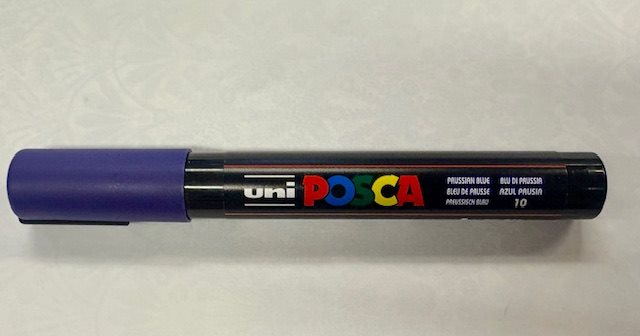 uni POSCA
PRUSSIAN BLUE BLU DI PRUSSIA
BLEU DE PRUSSE AZUL PRUSIA
PREUSSISCH BLAU 10